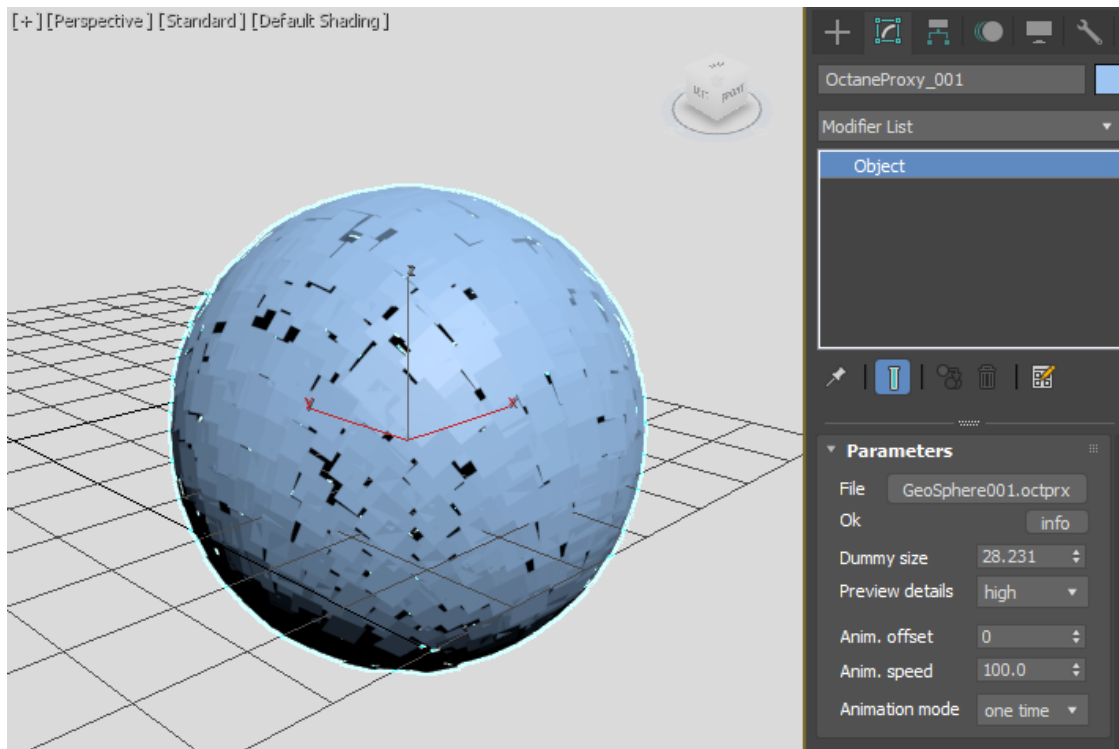 [+] [Perspective] [Standard] [Default Shading]
FRONT
z
Y
x
OctaneProxy_001
Modifier List
Object
Parameters
File GeoSphere001.octprx
Ok info
Dummy size 28.231
Preview details high
Anim. offset 0
Anim. speed 100.0
Animation mode one time